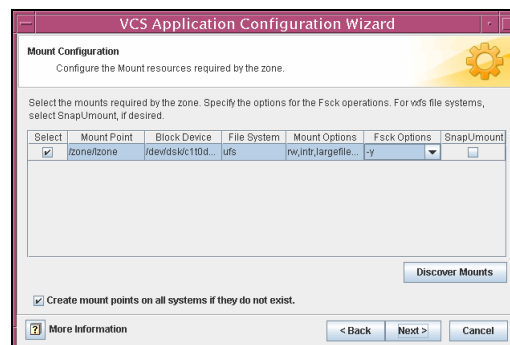 VCS Application Configuration Wizard
Mount Configuration
Configure the Mount resources required by the zone.
Select the mounts required by the zone. Specify the options for the Fsck operations. For vxfs file systems,
select SnapUmount, if desired.
Select Mount Point Block Device File System Mount Options Fsck Options SnapUmount
/zone/lzone /dev/dsk/c1t0d... ufs rw,intr,largefile... -y
Discover Mounts
Create mount points on all systems if they do not exist.
More Information < Back Next > Cancel